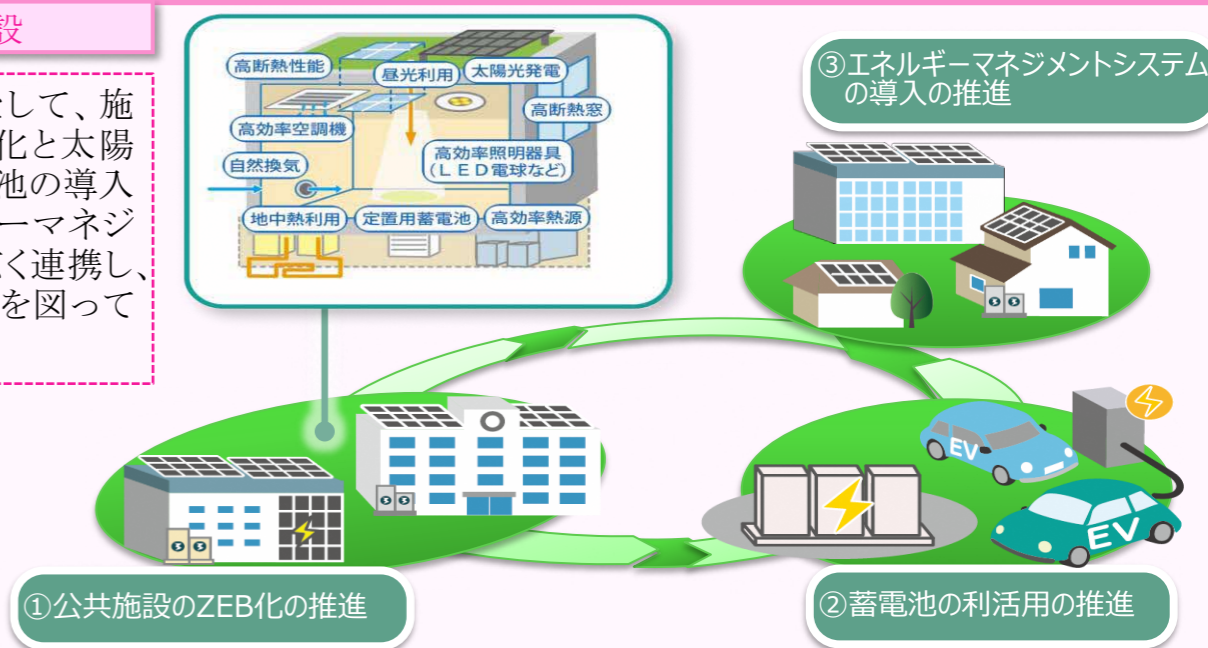 設
して、施
化と太陽
池の導入
ーマネジ
く連携し、
を図って
高断熱性能
昼光利用
太陽光発電
高断熱窓
高効率空調機
自然換気
高効率照明器具
(LED電球など)
地中熱利用
定置用蓄電池
高効率熱源
③エネルギーマネジメントシステム
の導入の推進
EV
EV
①公共施設のZEB化の推進
②蓄電池の利活用の推進